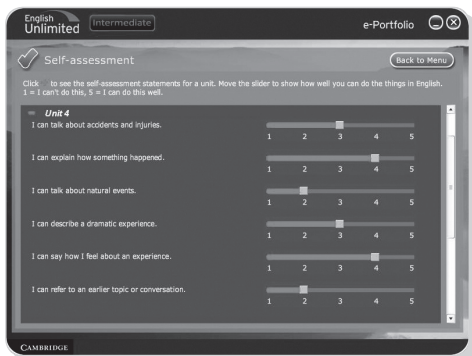 English
Unlimited
Intermediate
e-Portfolio
Self-assessment
Back to Menu
Click to see the self-assessment statements for a unit. Move the slider to show how well you can do the things in English.
1 = I can't do this, 5 = I can do this well.
Unit 4
I can talk about accidents and injuries.
1 2 3 4 5
I can explain how something happened.
1 2 3 4 5
I can talk about natural events.
1 2 3 4 5
I can describe a dramatic experience.
1 2 3 4 5
I can say how I feel about an experience.
1 2 3 4 5
I can refer to an earlier topic or conversation.
1 2 3 4 5
CAMBRIDGE